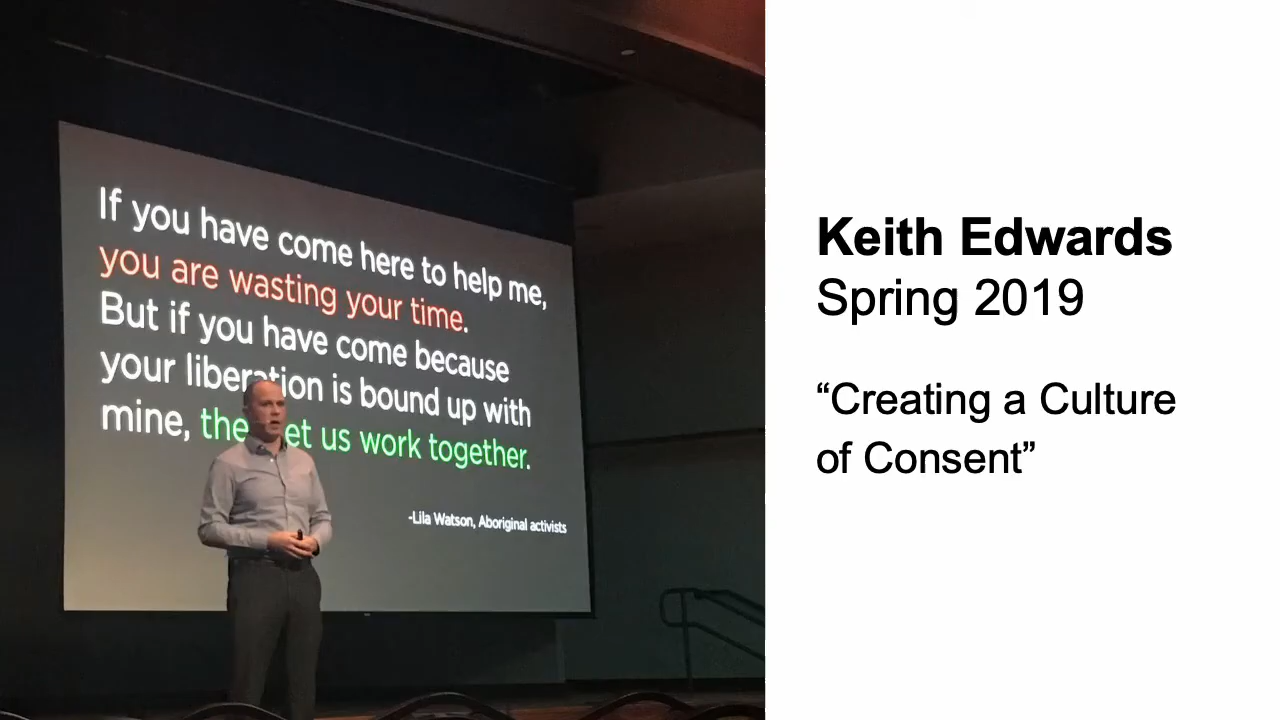 If you have come here to help me,
you are wasting your time.
But if you have come because
your liberation is bound up with
mine, the et us work together.
-Lila Watson, Aboriginal activists
Keith Edwards
Spring 2019
“Creating a Culture
of Consent”